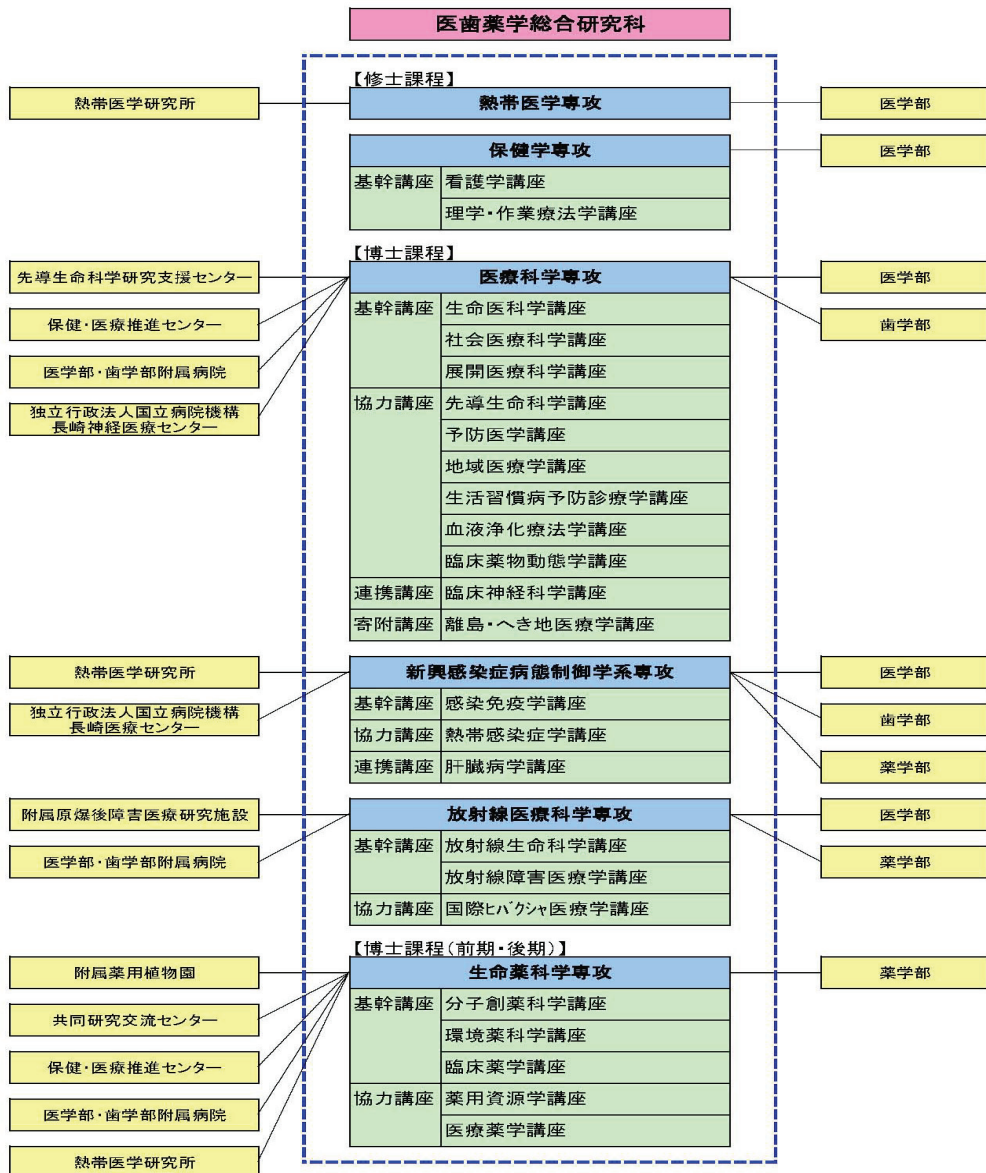 医歯薬学総合研究科
【修士課程】
熱帯医学研究所
熱帯医学専攻
医学部
保健学専攻
医学部
基幹講座 看護学講座
理学・作業療法学講座
【博士課程】
先導生命科学研究支援センター
保健・医療推進センター
医学部・歯学部附属病院
独立行政法人国立病院機構
長崎神経医療センター
医療科学専攻
医学部
歯学部
基幹講座 生命医科学講座
社会医療科学講座
展開医療科学講座
協力講座 先導生命科学講座
予防医学講座
地域医療学講座
生活習慣病予防診療学講座
血液浄化療法学講座
臨床薬物動態学講座
連携講座 臨床神経科学講座
寄附講座 離島・へき地医療学講座
熱帯医学研究所
独立行政法人国立病院機構
長崎医療センター
新興感染症病態制御学系専攻
医学部
歯学部
薬学部
基幹講座 感染免疫学講座
協力講座 熱帯感染症学講座
連携講座 肝臓病学講座
附属原爆後障害医療研究施設
医学部・歯学部附属病院
放射線医療科学専攻
医学部
薬学部
基幹講座 放射線生命科学講座
放射線障害医療学講座
協力講座 国際ﾋﾊﾞｸｼｬ医療学講座
【博士課程(前期・後期)】
附属薬用植物園
共同研究交流センター
保健・医療推進センター
医学部・歯学部附属病院
熱帯医学研究所
生命薬科学専攻
薬学部
基幹講座 分子創薬科学講座
環境薬科学講座
臨床薬学講座
協力講座 薬用資源学講座
医療薬学講座